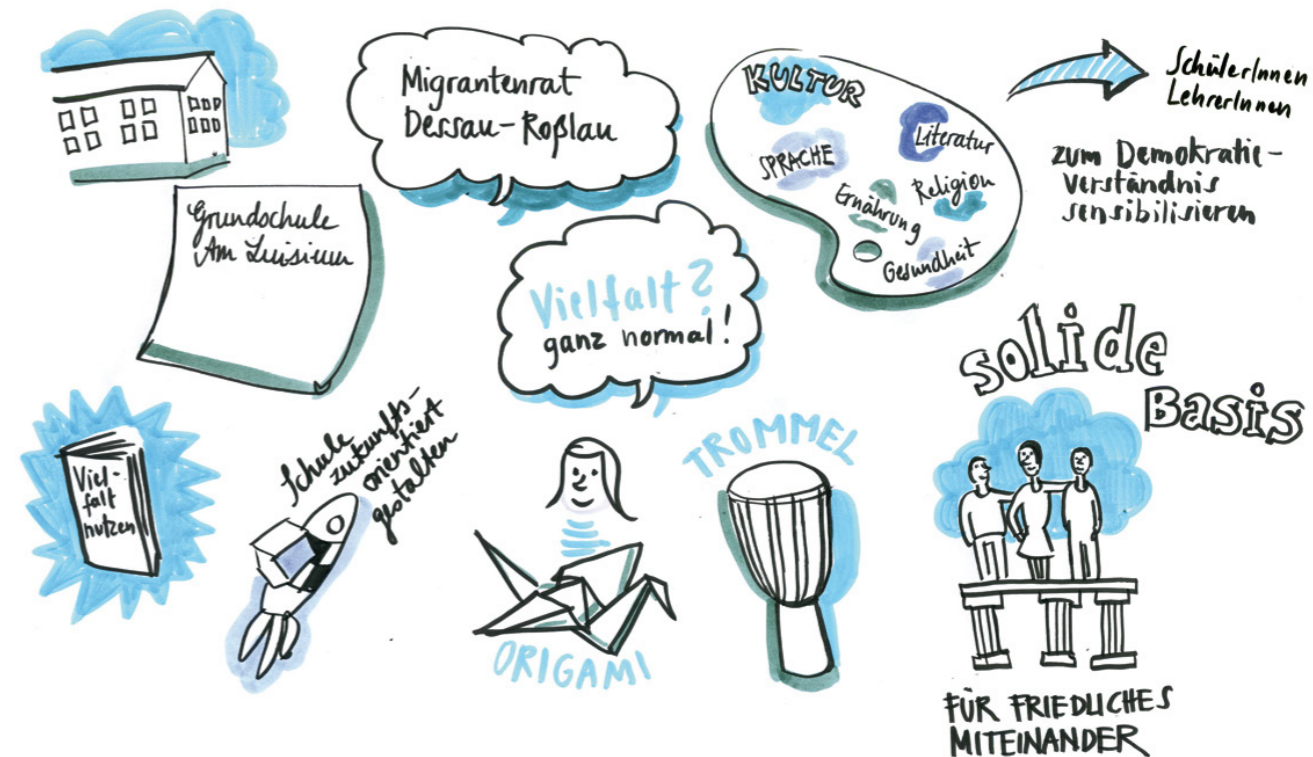 Migrantenrat
Dessau-Roßlau
KULTUR
Literatur
SPRACHE
Religion
Ernährung
Gesundheit
SchülerInnen
LehrerInnen
zum Demokratie-
verständnis
sensibilisieren
Grundschule
Am Luisium
Vielfalt?
ganz normal!
solide
Basis
Viel-
falt
nutzen
Schule
zukunfts-
orientiert
gestalten
ORIGAMI
TROMMEL
FÜR FRIEDLICHES
MITEINANDER